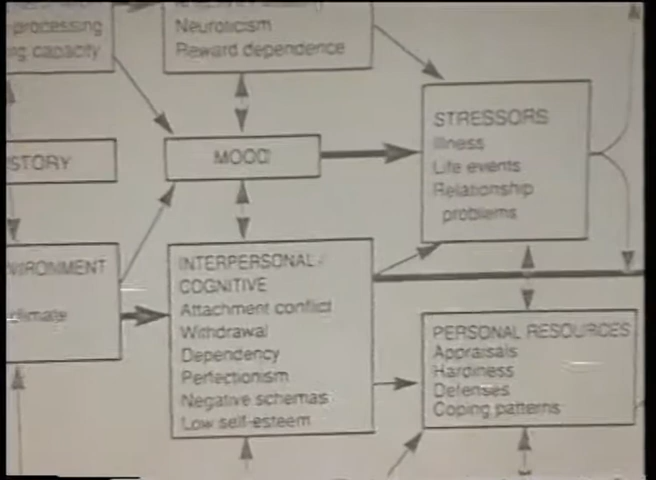 processing
capacity
Neuroticism
Reward dependence
STRESSORS
Illness
Life events
Relationship
problems
MOOD
STORY
VIRONMENT
climate
INTERPERSONAL-
COGNITIVE
Attachment conflict
Withdrawal
Dependency
Perfectionism
Negative schemas
Low self-esteem
PERSONAL RESOURCES
Appraisals
Hardiness
Defenses
Coping patterns